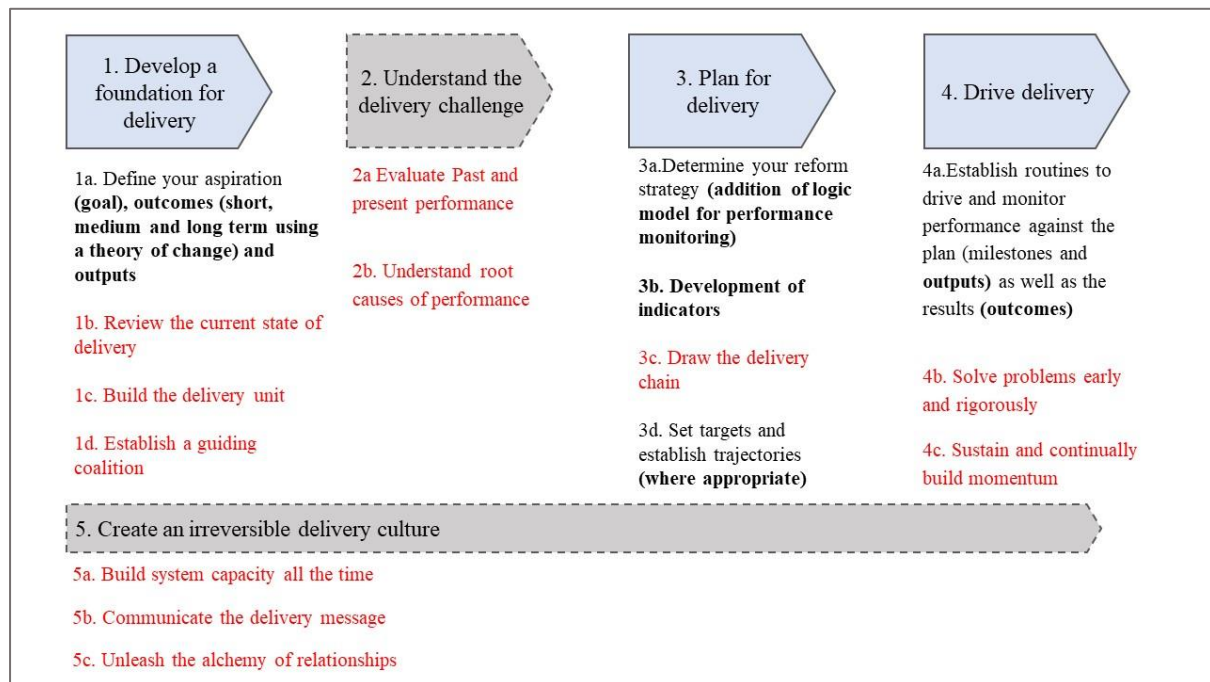 1. Develop a
foundation for
delivery
2. Understand the
delivery challenge
3. Plan for
delivery
4. Drive delivery
1a. Define your aspiration
(goal), outcomes (short,
medium and long term using
a theory of change) and
outputs
1b. Review the current state of
delivery
1c. Build the delivery unit
1d. Establish a guiding
coalition
2a Evaluate Past and
present performance
2b. Understand root
causes of performance
3a.Determine your reform
strategy (addition of logic
model for performance
monitoring)
3b. Development of
indicators
3c. Draw the delivery
chain
3d. Set targets and
establish trajectories
(where appropriate)
4a.Establish routines to
drive and monitor
performance against the
plan (milestones and
outputs) as well as the
results (outcomes)
4b. Solve problems early
and rigorously
4c. Sustain and continually
build momentum
5. Create an irreversible delivery culture
5a. Build system capacity all the time
5b. Communicate the delivery message
5c. Unleash the alchemy of relationships